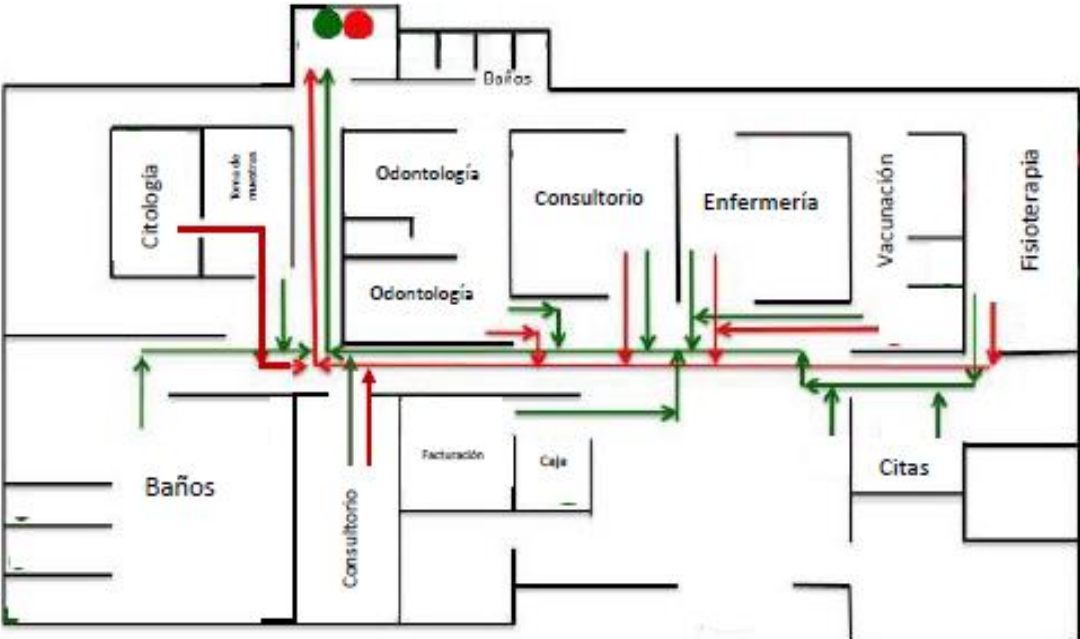 Baños
Citología
Toma de
muestras
Odontología
Consultorio
Enfermería
Vacunación
Fisioterapia
Odontología
Baños
Consultorio
Facturación
Caja
Citas